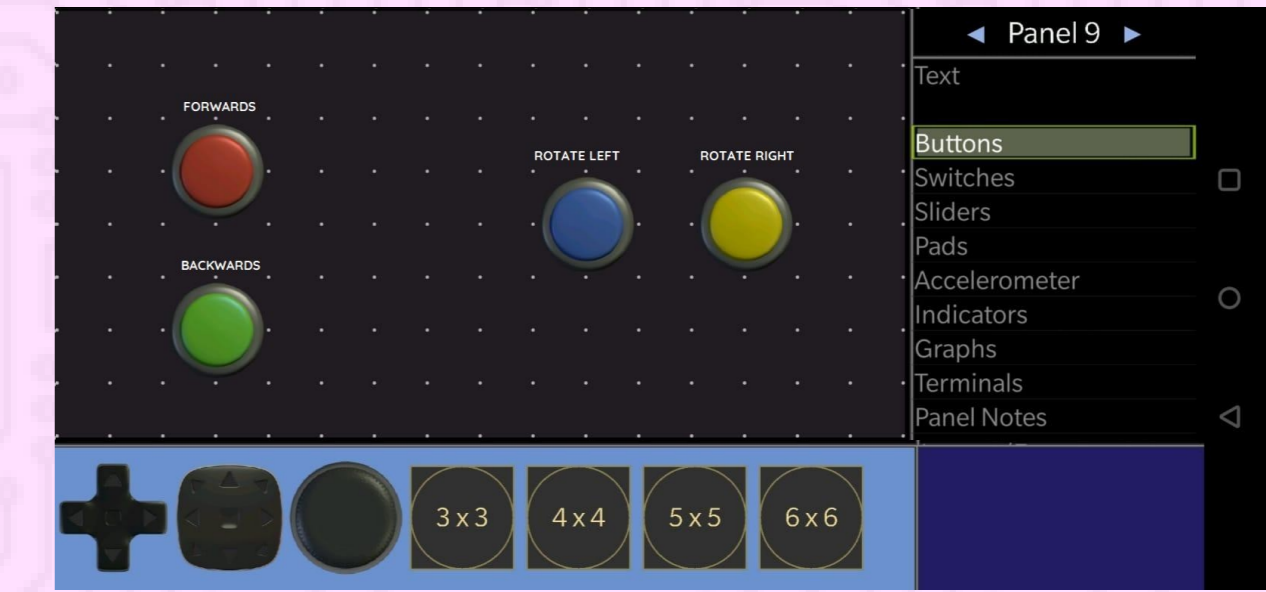 FORWARDS
ROTATE LEFT
ROTATE RIGHT
BACKWARDS
Panel 9
Text
Buttons
Switches
Sliders
Pads
Accelerometer
Indicators
Graphs
Terminals
Panel Notes
3 x 3
4 x 4
5 x 5
6 x 6